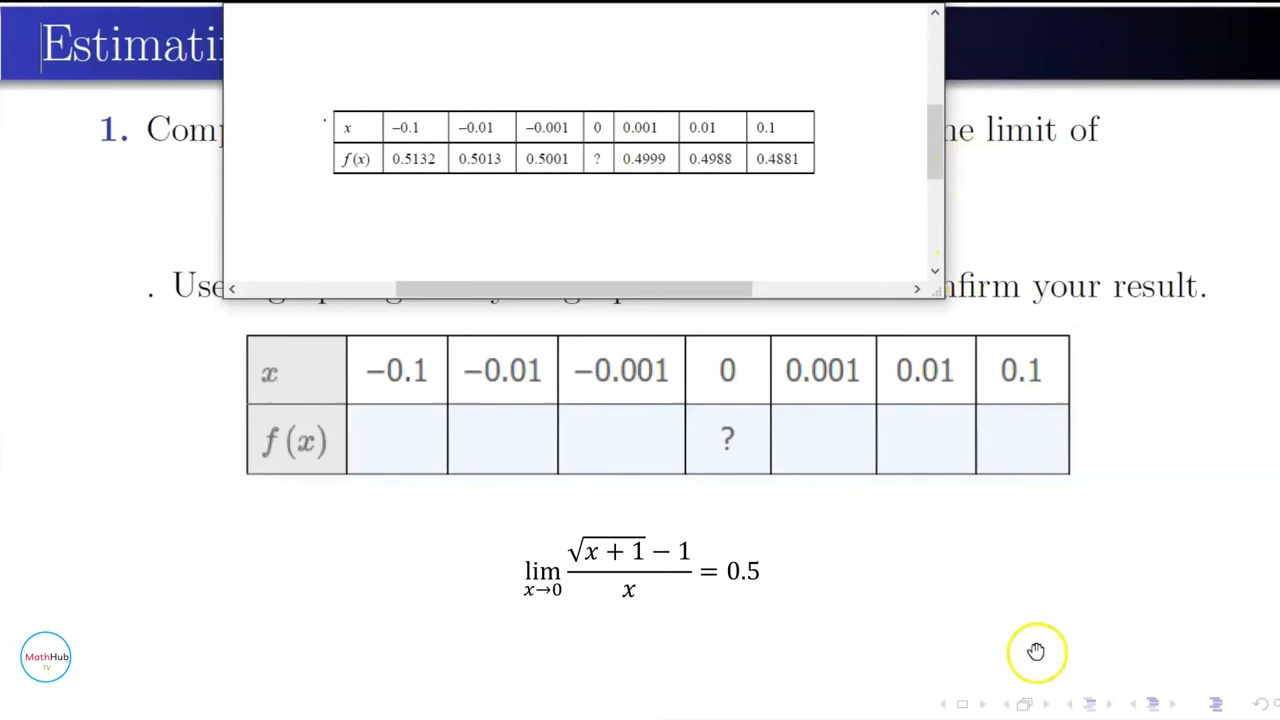 Estimati
x −0.1 −0.01 −0.001 0 0.001 0.01 0.1
f(x) 0.5132 0.5013 0.5001 ? 0.4999 0.4988 0.4881
1. Com he limit of
. Use nfirm your result.
x −0.1 −0.01 −0.001 0 0.001 0.01 0.1
f(x) ?
lim x→0 (√(x + 1) − 1)/x = 0.5
MathHub
TV